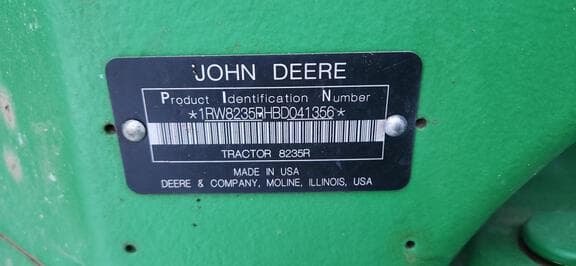 JOHN DEERE
Product Identification Number
*1RW8235RHBD041356*
TRACTOR 8235R
MADE IN USA
DEERE & COMPANY, MOLINE, ILLINOIS, USA